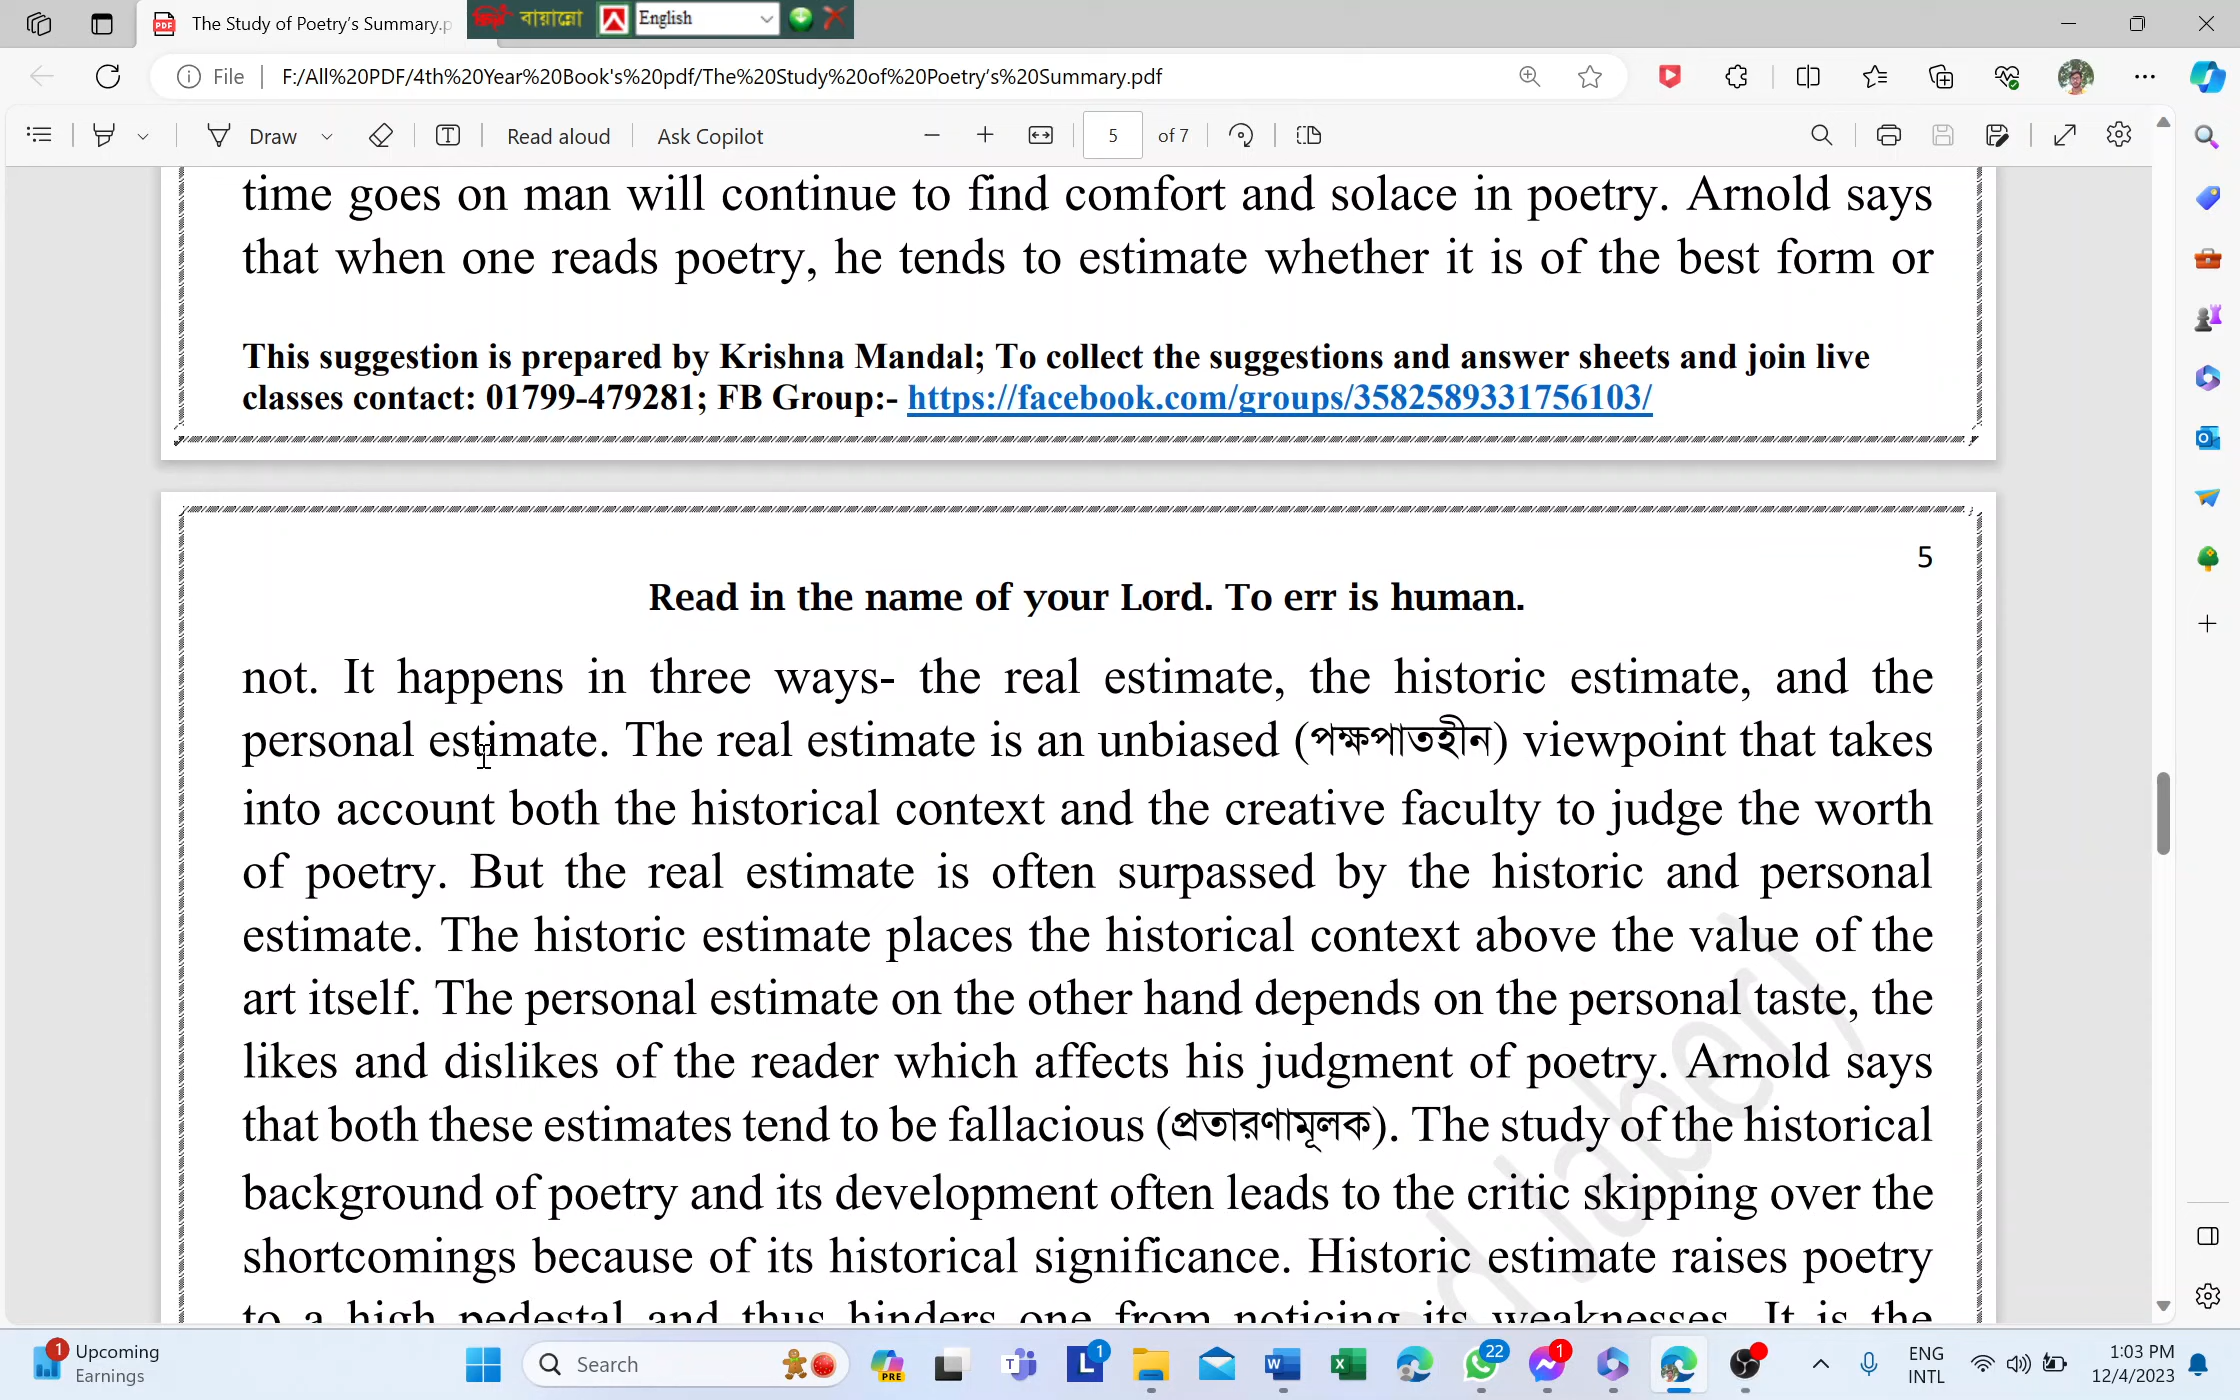 The Study of Poetry's Summary.p
বায়ান্নো
English
File
F:/All%20PDF/4th%20Year%20Book's%20pdf/The%20Study%20of%20Poetry's%20Summary.pdf
Draw
Read aloud
Ask Copilot
5 of 7
time goes on man will continue to find comfort and solace in poetry. Arnold says
that when one reads poetry, he tends to estimate whether it is of the best form or
This suggestion is prepared by Krishna Mandal; To collect the suggestions and answer sheets and join live
classes contact: 01799-479281; FB Group:- https://facebook.com/groups/3582589331756103/
5
Read in the name of your Lord. To err is human.
not. It happens in three ways- the real estimate, the historic estimate, and the
personal estimate. The real estimate is an unbiased (পক্ষপাতহীন) viewpoint that takes
into account both the historical context and the creative faculty to judge the worth
of poetry. But the real estimate is often surpassed by the historic and personal
estimate. The historic estimate places the historical context above the value of the
art itself. The personal estimate on the other hand depends on the personal taste, the
likes and dislikes of the reader which affects his judgment of poetry. Arnold says
that both these estimates tend to be fallacious (প্রতারণামূলক). The study of the historical
background of poetry and its development often leads to the critic skipping over the
shortcomings because of its historical significance. Historic estimate raises poetry
to a high pedestal and thus hinders one from noticing its weaknesses. It is the
1
Upcoming
Earnings
Search
PRE
1
22
1
ENG
INTL
1:03 PM
12/4/2023